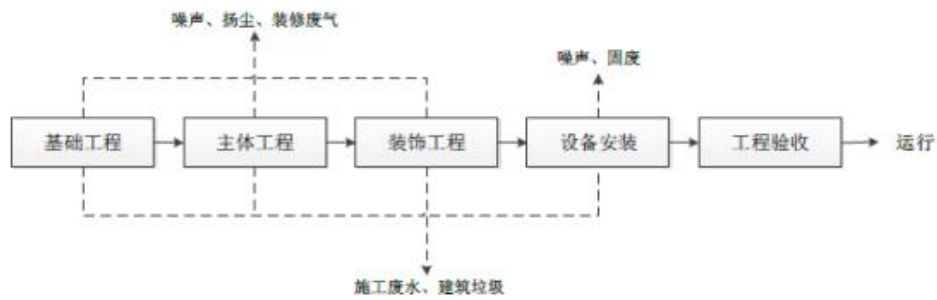 噪声、扬尘、装修废气
噪声、固废
基础工程
主体工程
装饰工程
设备安装
工程验收
运行
施工废水、建筑垃圾